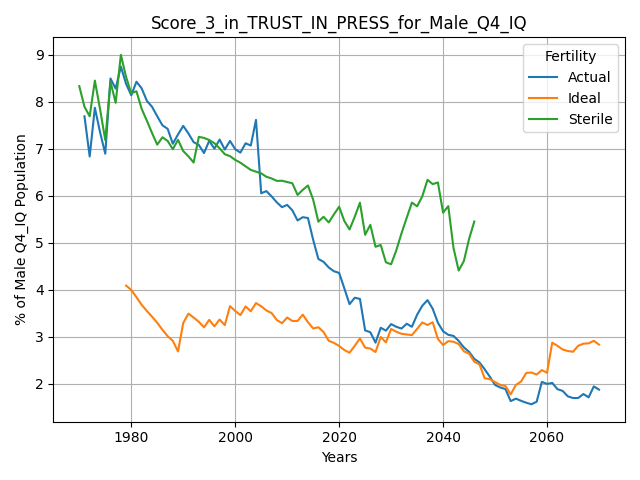 Score_3_in_TRUST_IN_PRESS_for_Male_Q4_IQ
% of Male Q4_IQ Population
9
8
7
6
5
4
3
2
Fertility
Actual
Ideal
Sterile
1980
2000
2020
2040
2060
Years